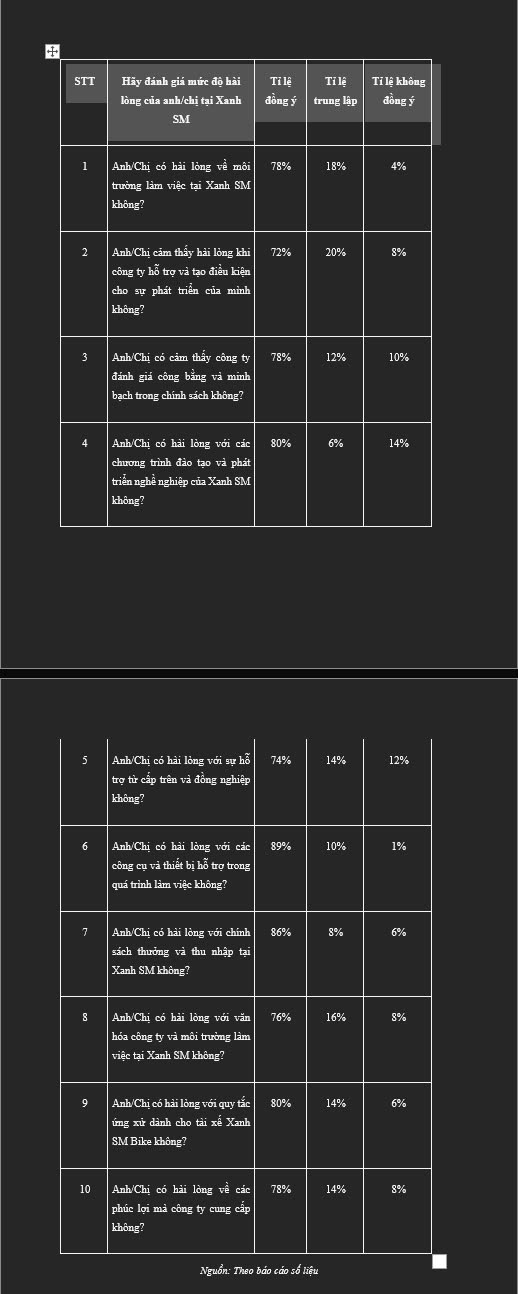 STT
Hãy đánh giá mức độ hài
lòng của anh/chị tại Xanh
SM
Tỉ lệ
đồng ý
Tỉ lệ
trung lập
Tỉ lệ không
đồng ý
1
Anh/Chị có hài lòng về môi
trường làm việc tại Xanh SM
không?
78%
18%
4%
2
Anh/Chị cảm thấy hài lòng khi
công ty hỗ trợ và tạo điều kiện
cho sự phát triển của mình
không?
72%
20%
8%
3
Anh/Chị có cảm thấy công ty
đánh giá công bằng và minh
bạch trong chính sách không?
78%
12%
10%
4
Anh/Chị có hài lòng với các
chương trình đào tạo và phát
triển nghề nghiệp của Xanh SM
không?
80%
6%
14%
5
Anh/Chị có hài lòng với sự hỗ
trợ từ cấp trên và đồng nghiệp
không?
74%
14%
12%
6
Anh/Chị có hài lòng với các
công cụ và thiết bị hỗ trợ trong
quá trình làm việc không?
89%
10%
1%
7
Anh/Chị có hài lòng với chính
sách thưởng và thu nhập tại
Xanh SM không?
86%
8%
6%
8
Anh/Chị có hài lòng với văn
hóa công ty và môi trường làm
việc tại Xanh SM không?
76%
16%
8%
9
Anh/Chị có hài lòng với quy tắc
ứng xử dành cho tài xế Xanh
SM Bike không?
80%
14%
6%
10
Anh/Chị có hài lòng về các
phúc lợi mà công ty cung cấp
không?
78%
14%
8%
Nguồn: Theo báo cáo số liệu